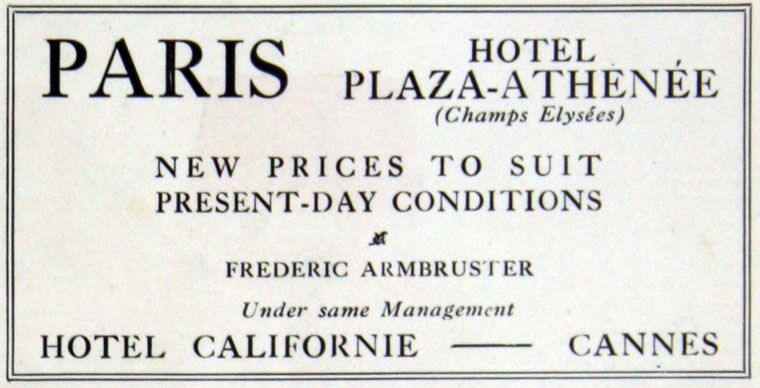 PARIS
HOTEL
PLAZA-ATHENÉE
(Champs Elysées)
NEW PRICES TO SUIT
PRESENT-DAY CONDITIONS
FREDERIC ARMBRUSTER
Under same Management
HOTEL CALIFORNIE — CANNES